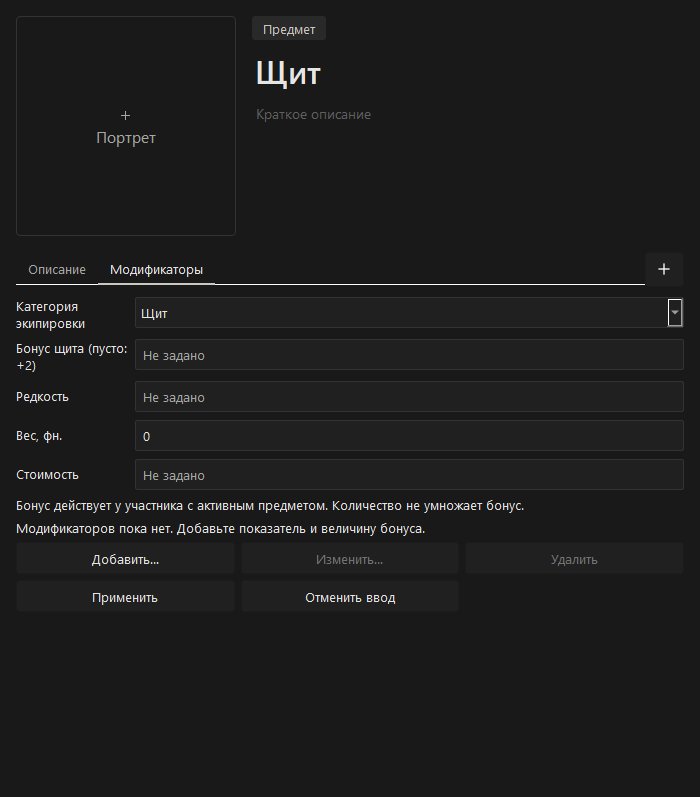 Предмет
Щит
Краткое описание
+
Портрет
Описание
Модификаторы
+
Категория
экипировки
Щит
Бонус щита (пусто:
+2)
Не задано
Редкость
Не задано
Вес, фн.
0
Стоимость
Не задано
Бонус действует у участника с активным предметом. Количество не умножает бонус.
Модификаторов пока нет. Добавьте показатель и величину бонуса.
Добавить...
Изменить...
Удалить
Применить
Отменить ввод